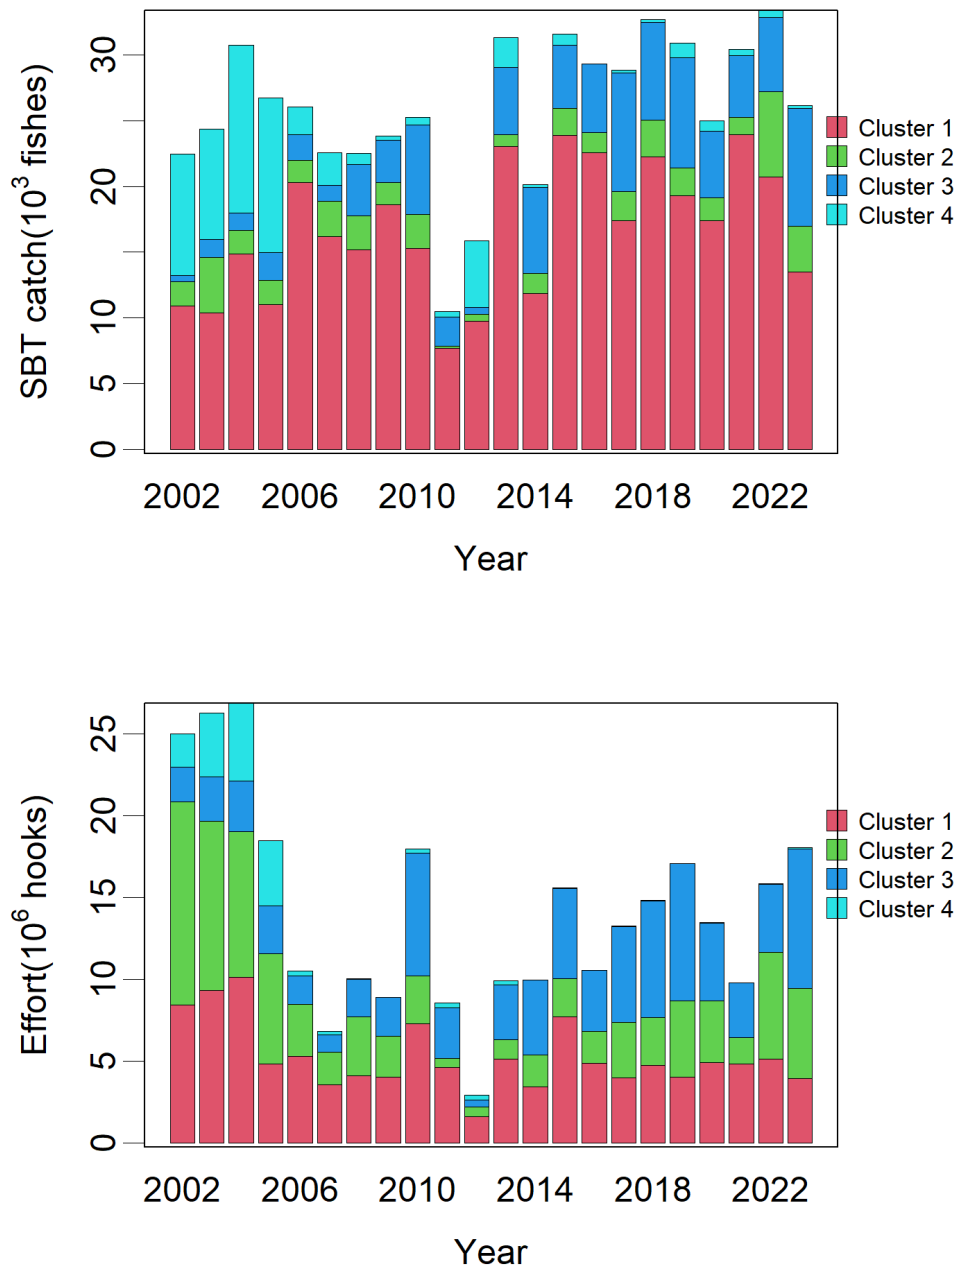 SBT catch(10³ fishes)
30
20
10
5
0
Cluster 1
Cluster 2
Cluster 3
Cluster 4
2002 2006 2010 2014 2018 2022
Year
Effort(10⁶ hooks)
25
20
15
10
5
0
Cluster 1
Cluster 2
Cluster 3
Cluster 4
2002 2006 2010 2014 2018 2022
Year